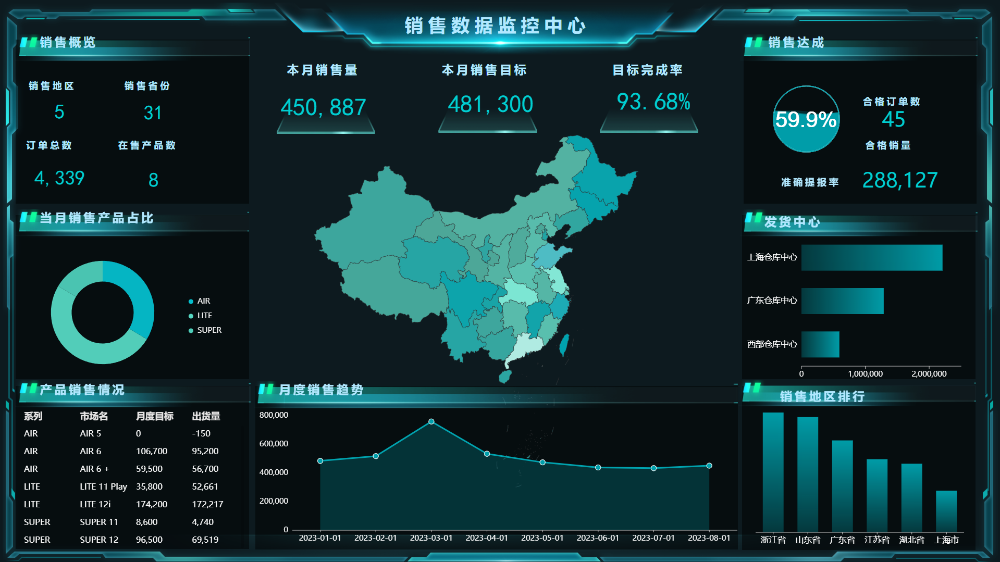 销售数据监控中心
销售概览
销售地区
销售省份
5
31
订单总数
在售产品数
4,339
8
本月销售量
本月销售目标
目标完成率
450,887
481,300
93.68%
销售达成
59.9%
合格订单数
45
合格销量
准确提报率
288,127
当月销售产品占比
AIR
LITE
SUPER
发货中心
上海仓库中心
广东仓库中心
西部仓库中心
0
1,000,000
2,000,000
产品销售情况
系列 市场名 月度目标 出货量
AIR AIR 5 0 -150
AIR AIR 6 106,700 95,200
AIR AIR 6 + 59,500 56,700
LITE LITE 11 Play 35,800 52,661
LITE LITE 12i 174,200 172,217
SUPER SUPER 11 8,600 4,740
SUPER SUPER 12 96,500 69,519
月度销售趋势
800,000
600,000
400,000
200,000
0
2023-01-01 2023-02-01 2023-03-01 2023-04-01 2023-05-01 2023-06-01 2023-07-01 2023-08-01
销售地区排行
浙江省 山东省 广东省 江苏省 湖北省 上海市